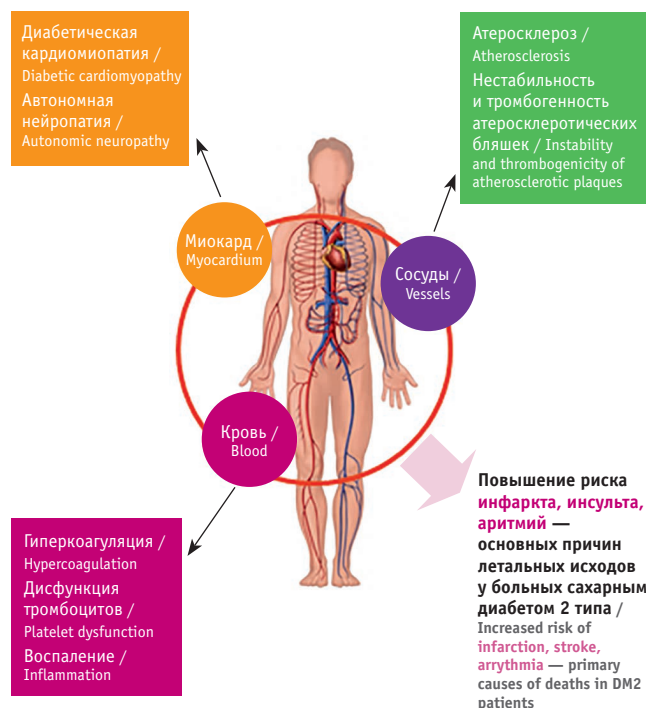 Диабетическая
кардиомиопатия /
Diabetic cardiomyopathy
Автономная
нейропатия /
Autonomic neuropathy
Атеросклероз /
Atherosclerosis
Нестабильность
и тромбогенность
атеросклеротических
бляшек / Instability
and thrombogenicity of
atherosclerotic plaques
Миокард /
Myocardium
Сосуды /
Vessels
Кровь /
Blood
Гиперкоагуляция /
Hypercoagulation
Дисфункция
тромбоцитов /
Platelet dysfunction
Воспаление /
Inflammation
Повышение риска
инфаркта, инсульта,
аритмий —
основных причин
летальных исходов
у больных сахарным
диабетом 2 типа /
Increased risk of
infarction, stroke,
arrythmia — primary
causes of deaths in DM2
patients